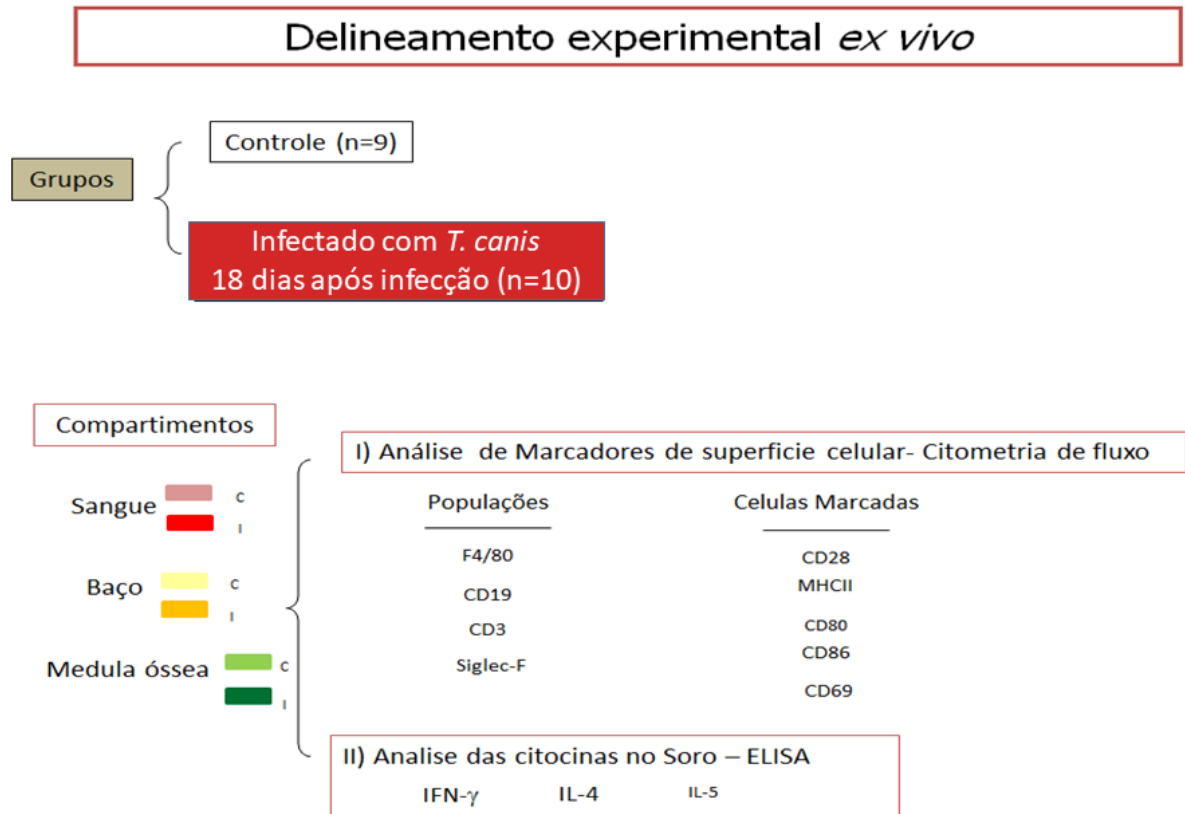 Delineamento experimental ex vivo
Controle (n=9)
Grupos
Infectado com T. canis
18 dias após infecção (n=10)
Compartimentos
I) Análise de Marcadores de superficie celular- Citometria de fluxo
Sangue C
I
Populações Celulas Marcadas
F4/80 CD28
CD19 MHCII
CD3 CD80
Siglec-F CD86
CD69
Baço C
I
Medula óssea C
I
II) Analise das citocinas no Soro – ELISA
IFN-γ IL-4 IL-5